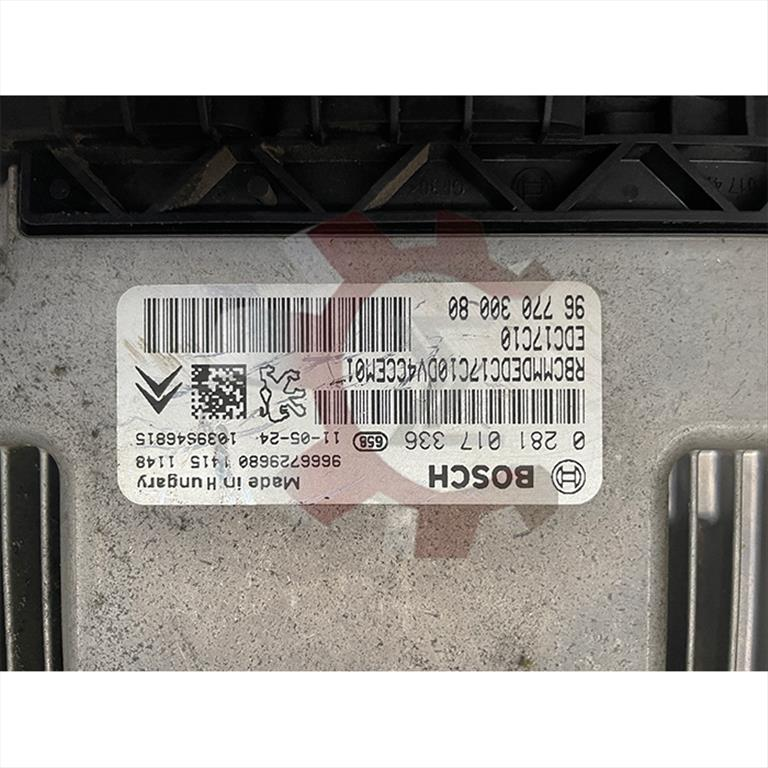 BOSCH
Made in Hungary
9666729680 1415 1148
0 281 017 336
658 11-05-24- 1039S46815
RBCMMDEDC17C10DV4CCEM01
EDC17C10
96 770 300 80